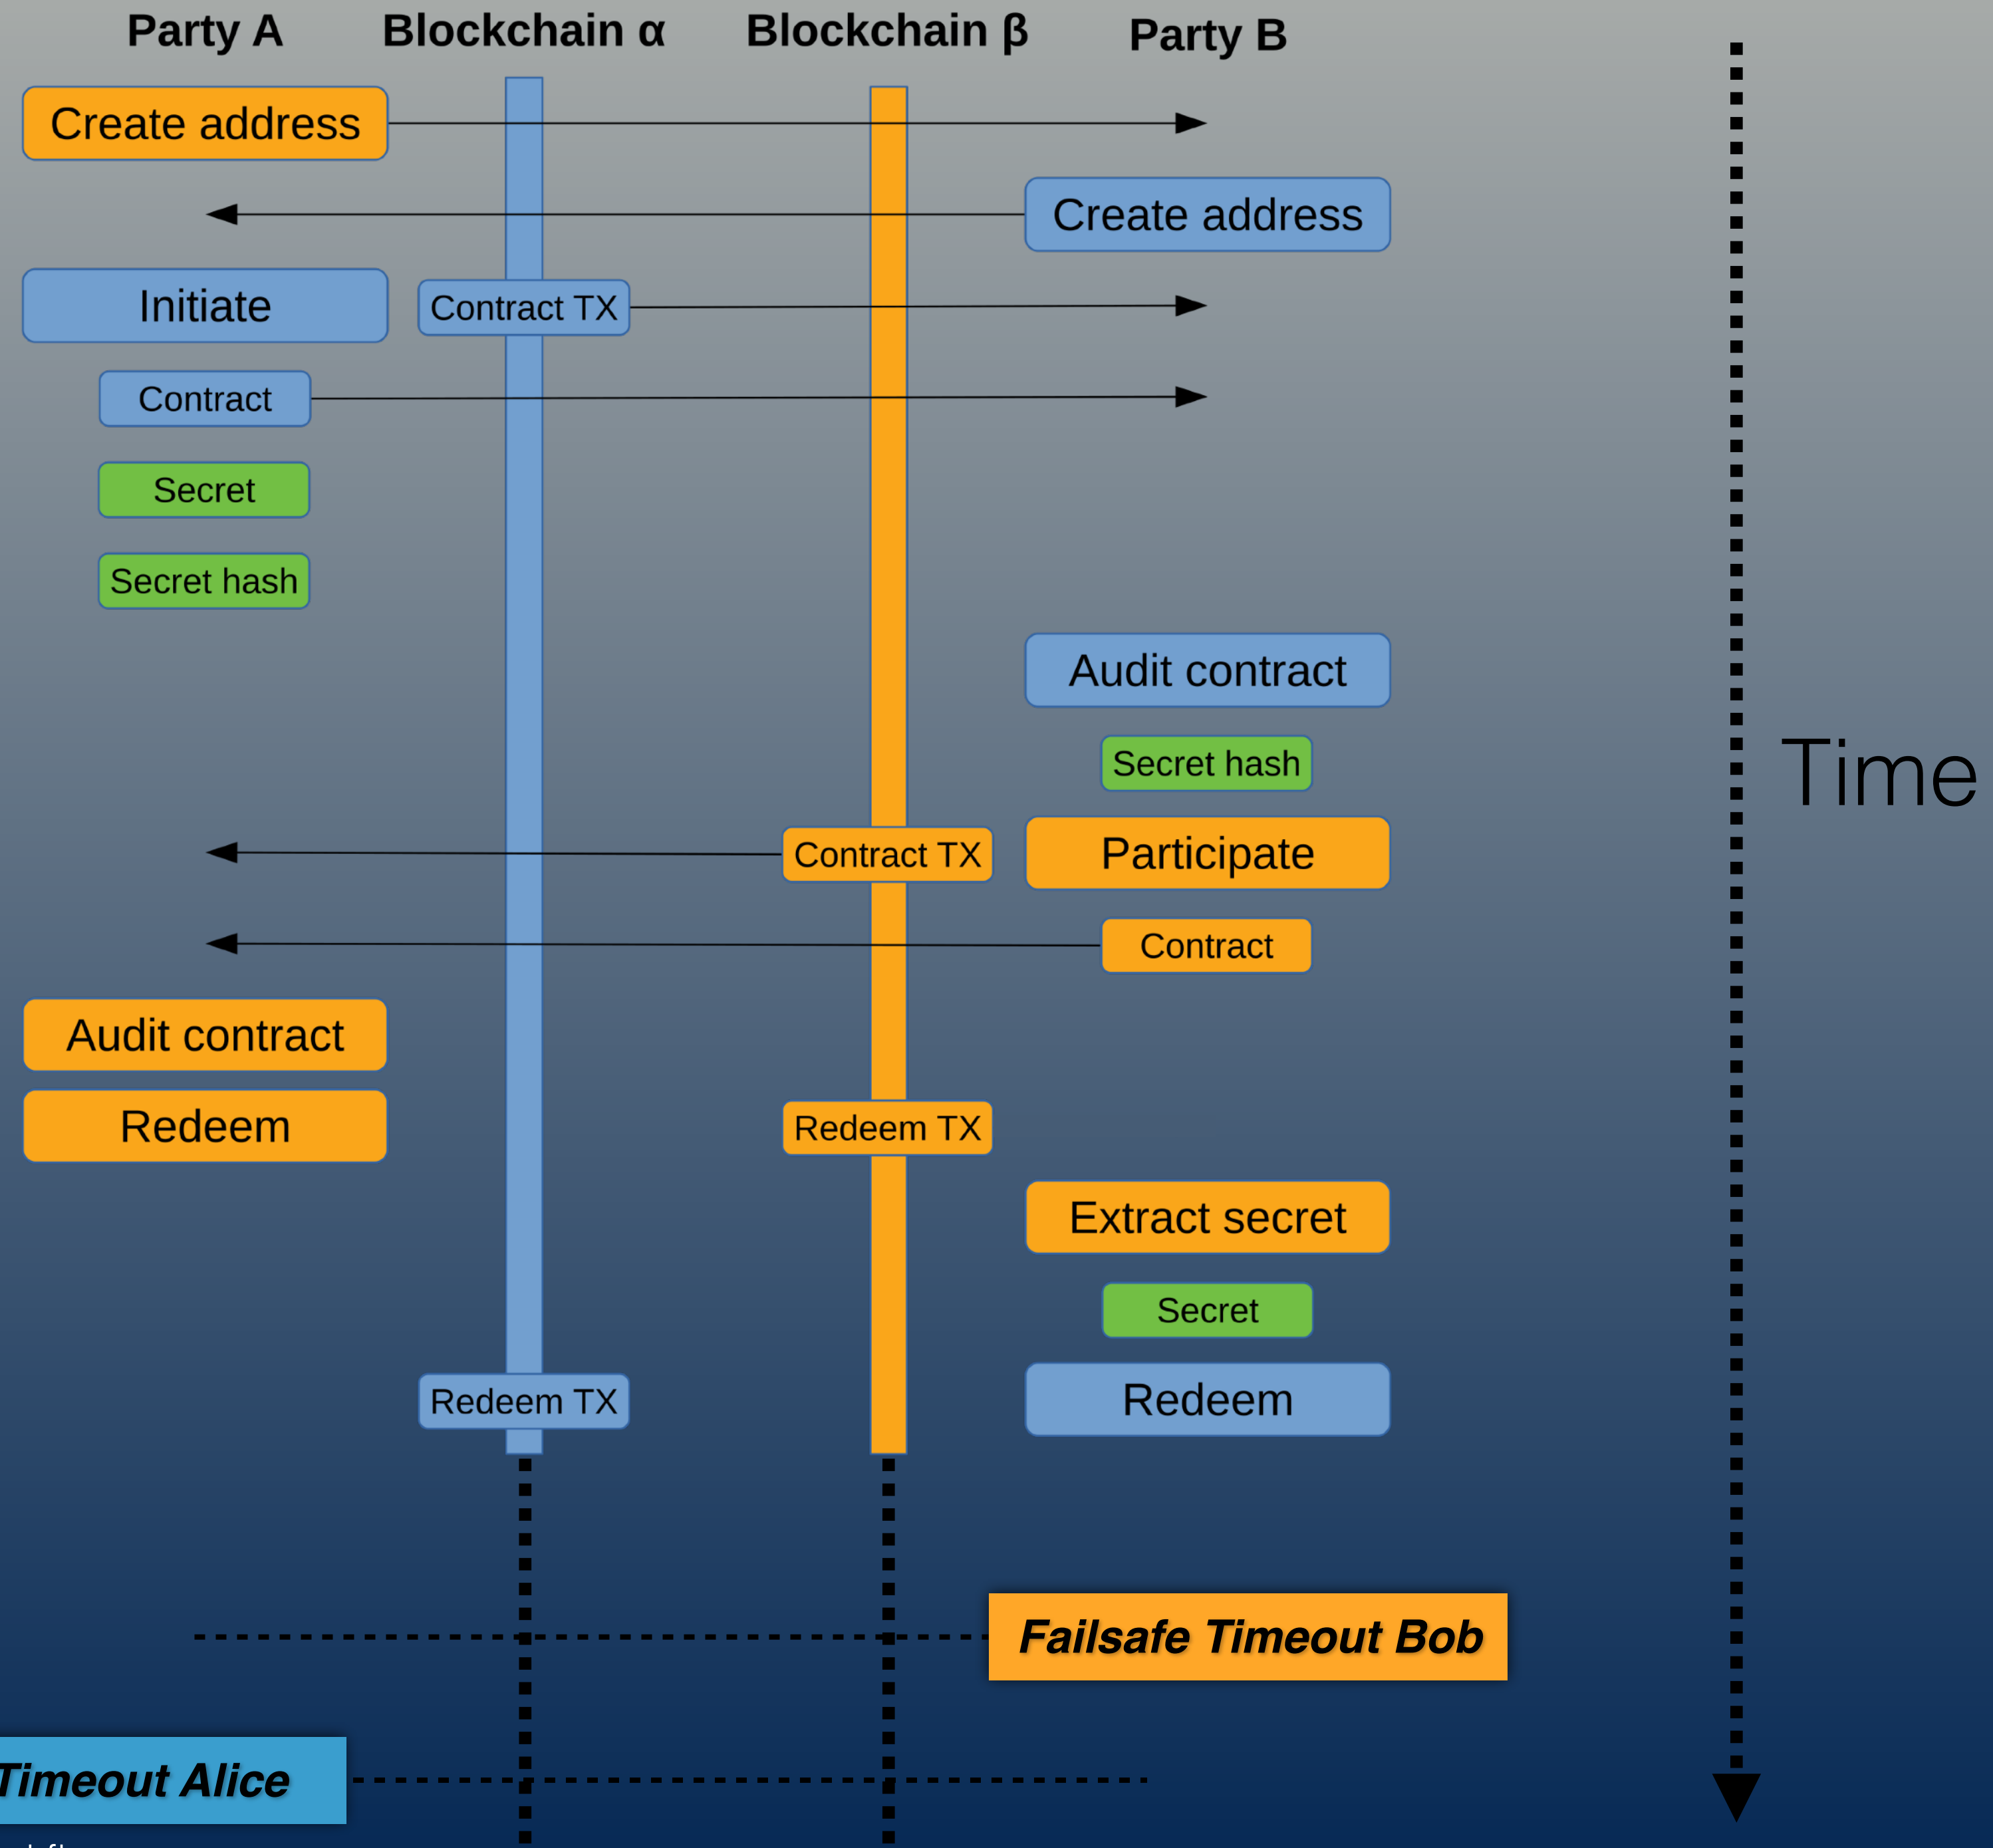 Party A Blockchain α Blockchain β Party B
Create address
Create address
Initiate Contract TX
Contract
Secret
Secret hash
Audit contract
Secret hash
Time
Contract TX Participate
Contract
Audit contract
Redeem Redeem TX
Extract secret
Secret
Redeem TX Redeem
Failsafe Timeout Bob
Timeout Alice